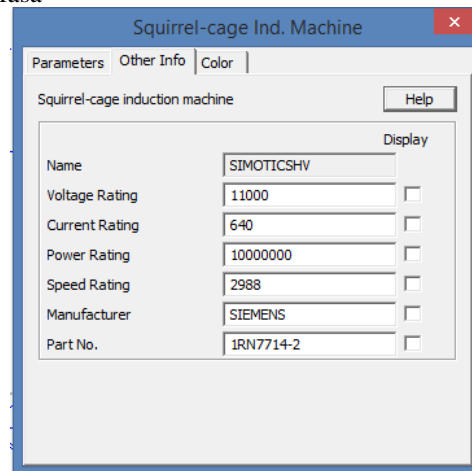 Squirrel-cage Ind. Machine
Parameters Other Info Color
Squirrel-cage induction machine Help
Display
Name SIMOTICSHV
Voltage Rating 11000
Current Rating 640
Power Rating 10000000
Speed Rating 2988
Manufacturer SIEMENS
Part No. 1RN7714-2